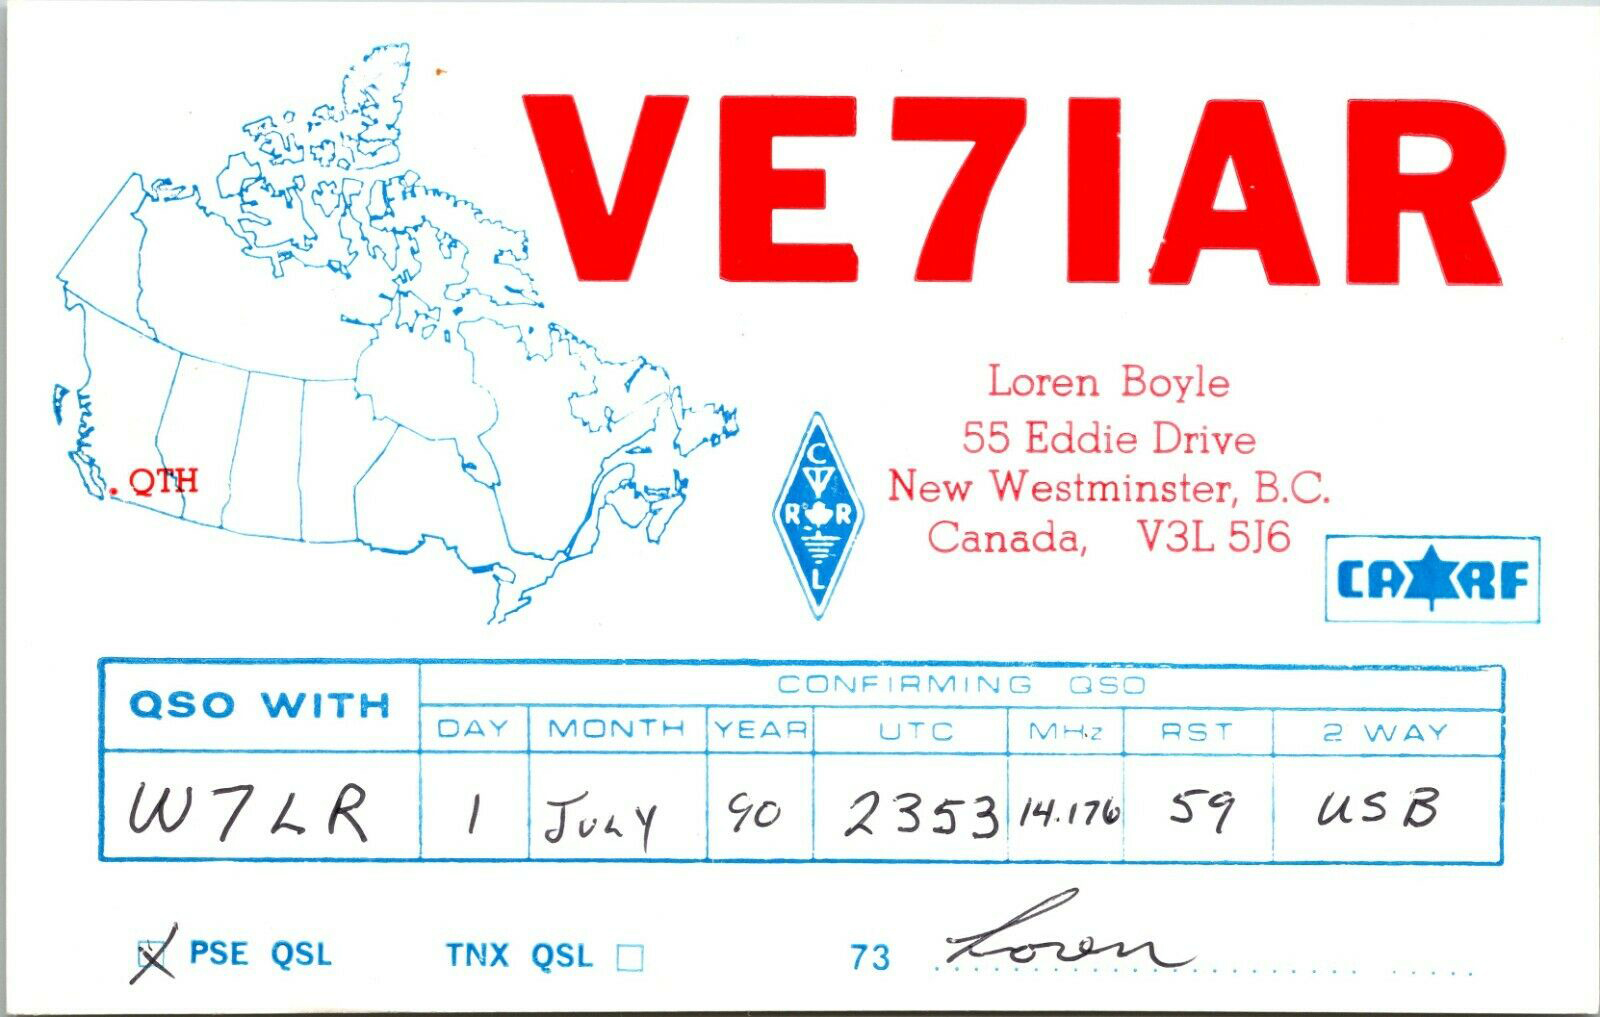 VE7IAR
Loren Boyle
55 Eddie Drive
New Westminster, B.C.
Canada, V3L 5J6
. QTH
C
R R
L
CARF
QSO WITH
CONFIRMING QSO
DAY MONTH YEAR UTC MHz RST 2 WAY
W7LR 1 JULY 90 2353 14.176 59 USB
PSE QSL TNX QSL 73 Loren